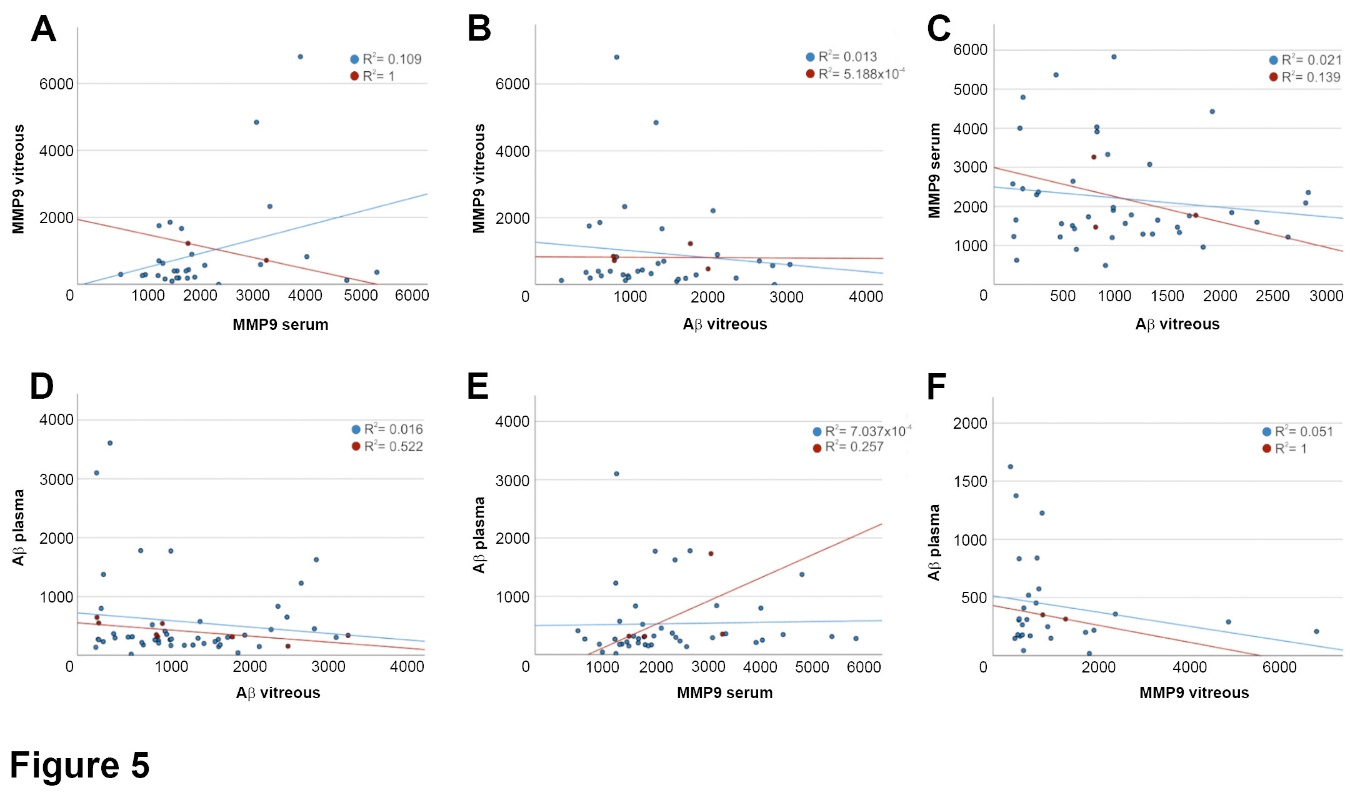 A
R²= 0.109
R²= 1
MMP9 vitreous
6000
4000
2000
0 1000 2000 3000 4000 5000 6000
MMP9 serum
B
R²= 0.013
R²= 5.188x10⁻⁴
MMP9 vitreous
6000
4000
2000
0 1000 2000 3000 4000
Aβ vitreous
C
R²= 0.021
R²= 0.139
MMP9 serum
6000
5000
4000
3000
2000
1000
0 500 1000 1500 2000 2500 3000
Aβ vitreous
D
R²= 0.016
R²= 0.522
Aβ plasma
4000
3000
2000
1000
0 1000 2000 3000 4000
Aβ vitreous
E
R²= 7.037x10⁻⁴
R²= 0.257
Aβ plasma
4000
3000
2000
1000
0 1000 2000 3000 4000 5000 6000
MMP9 serum
F
R²= 0.051
R²= 1
Aβ plasma
2000
1500
1000
500
0 2000 4000 6000
MMP9 vitreous
Figure 5